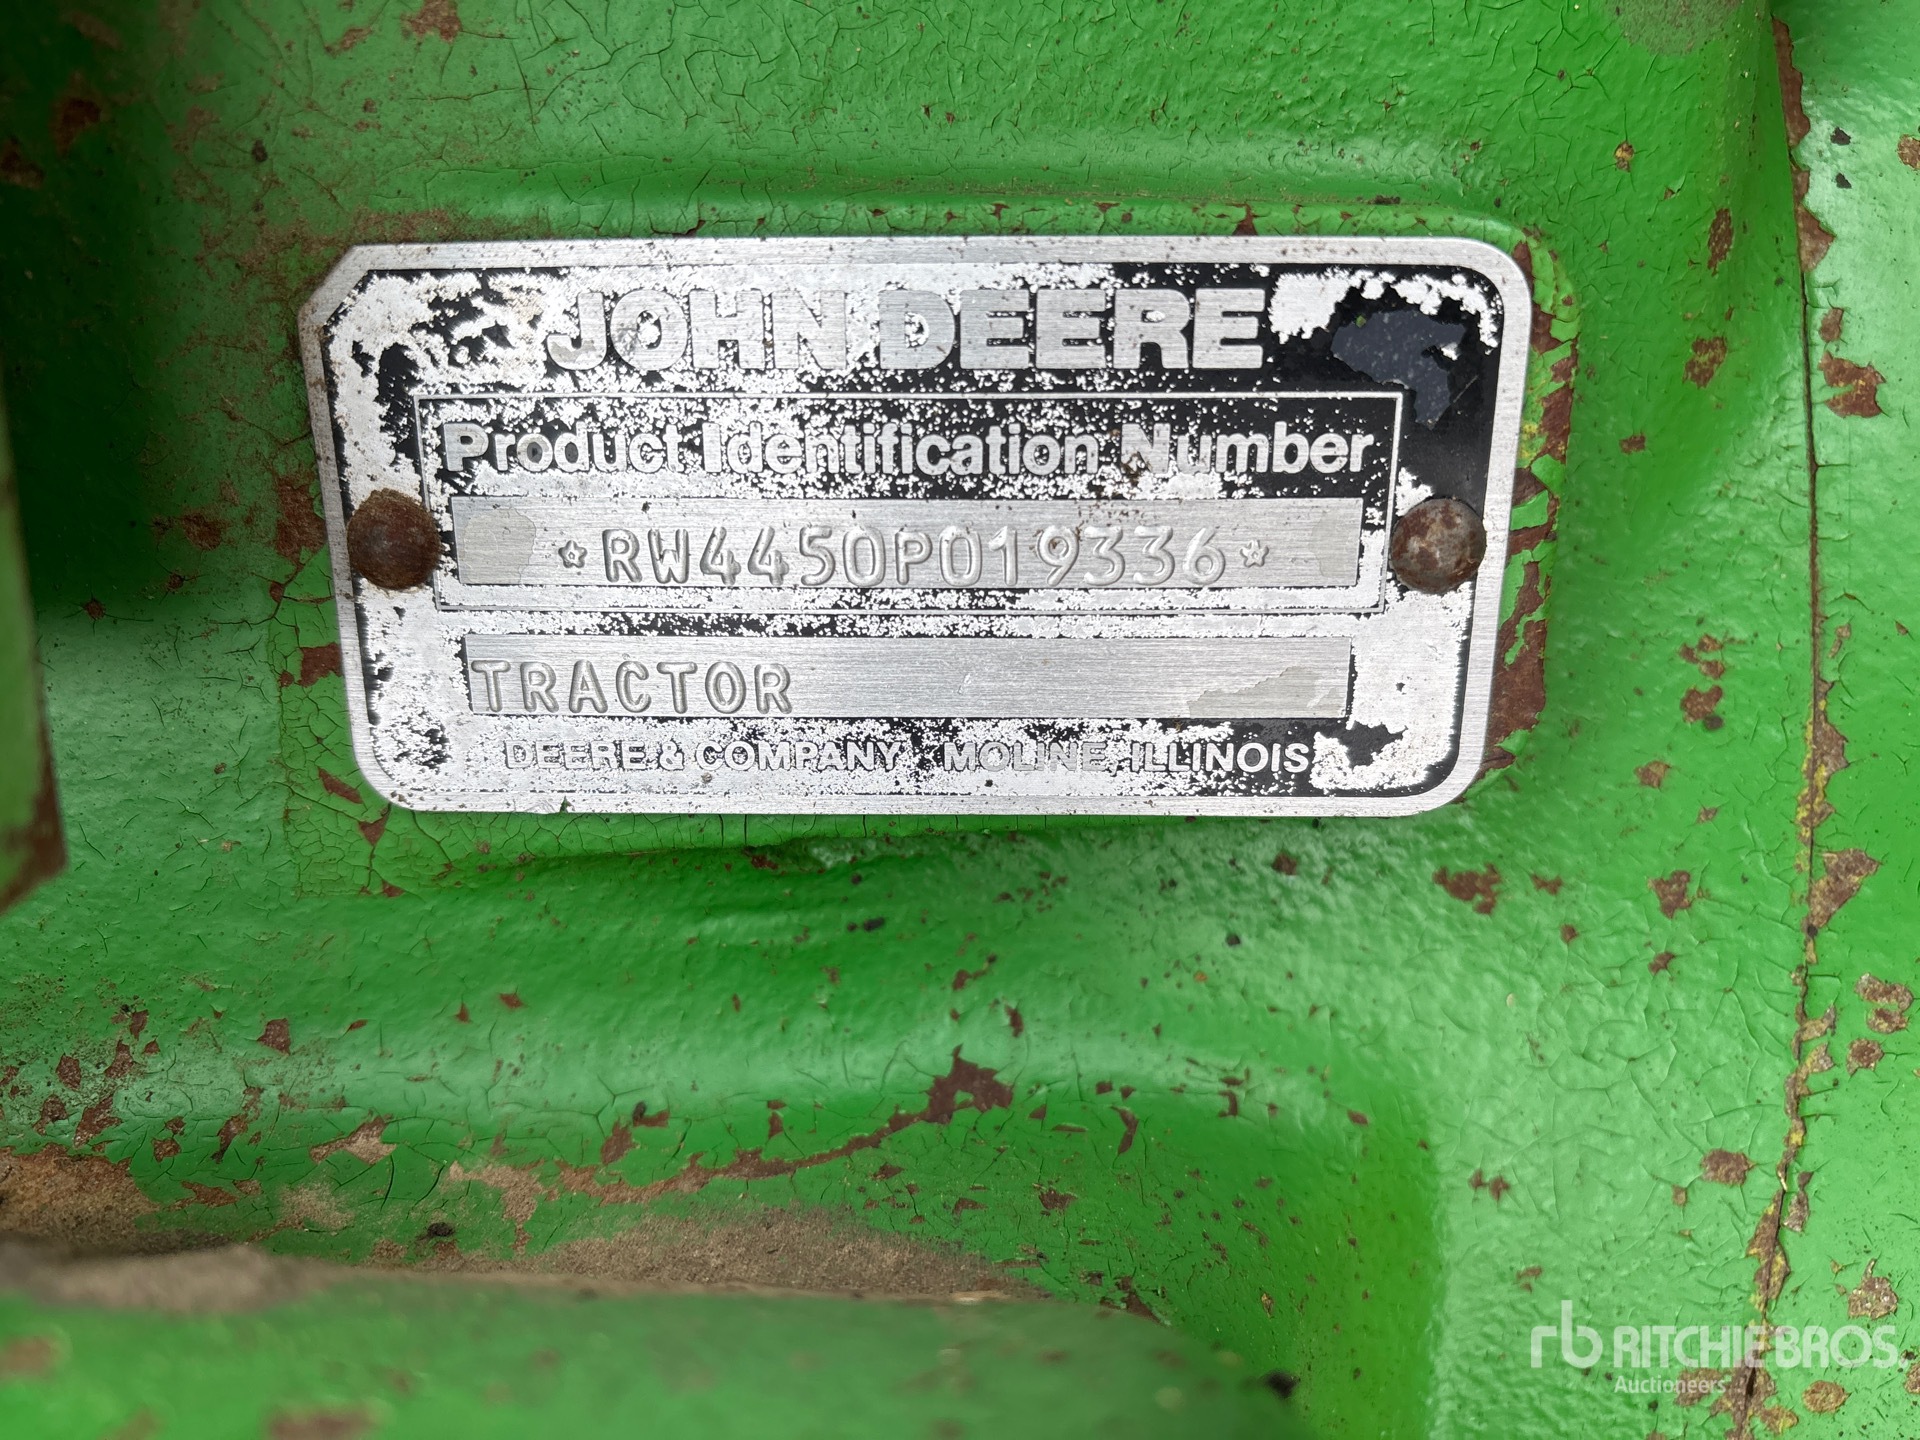 JOHN DEERE
Product Identification Number
*RW4450P019336*
TRACTOR
DEERE & COMPANY MOLINE, ILLINOIS
rb RITCHIE BROS.
Auctioneers